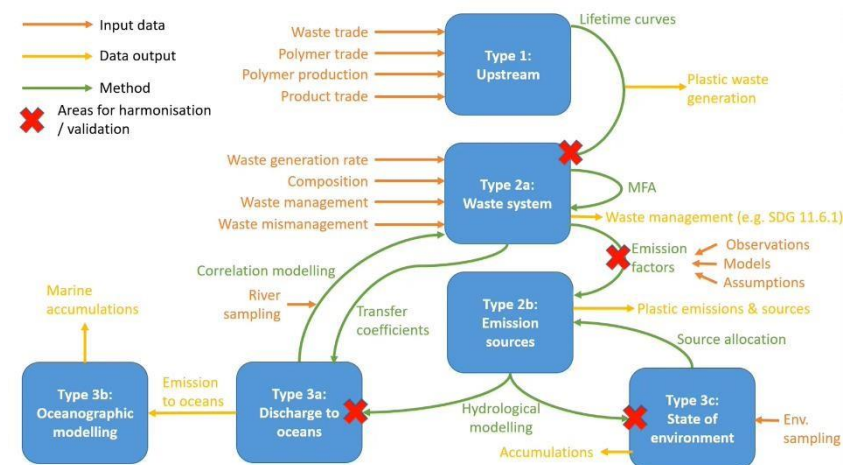 Input data
Data output
Method
Areas for harmonisation
/ validation
Waste trade
Polymer trade
Polymer production
Product trade
Type 1:
Upstream
Lifetime curves
Plastic waste
generation
Waste generation rate
Composition
Waste management
Waste mismanagement
Type 2a:
Waste system
MFA
Waste management (e.g. SDG 11.6.1)
Emission
factors
Observations
Models
Assumptions
Correlation modelling
River
sampling
Transfer
coefficients
Type 2b:
Emission
sources
Plastic emissions & sources
Source allocation
Marine
accumulations
Type 3b:
Oceanographic
modelling
Emission
to oceans
Type 3a:
Discharge to
oceans
Hydrological
modelling
Type 3c:
State of
environment
Env.
sampling
Accumulations